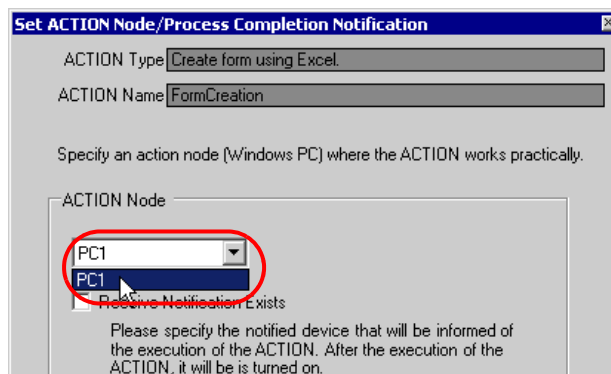 Set ACTION Node/Process Completion Notification
ACTION Type Create form using Excel.
ACTION Name FormCreation
Specify an action node (Windows PC) where the ACTION works practically.
ACTION Node
PC1
PC1
Receive Notification Exists
Please specify the notified device that will be informed of
the execution of the ACTION. After the execution of the
ACTION, it will be is turned on.